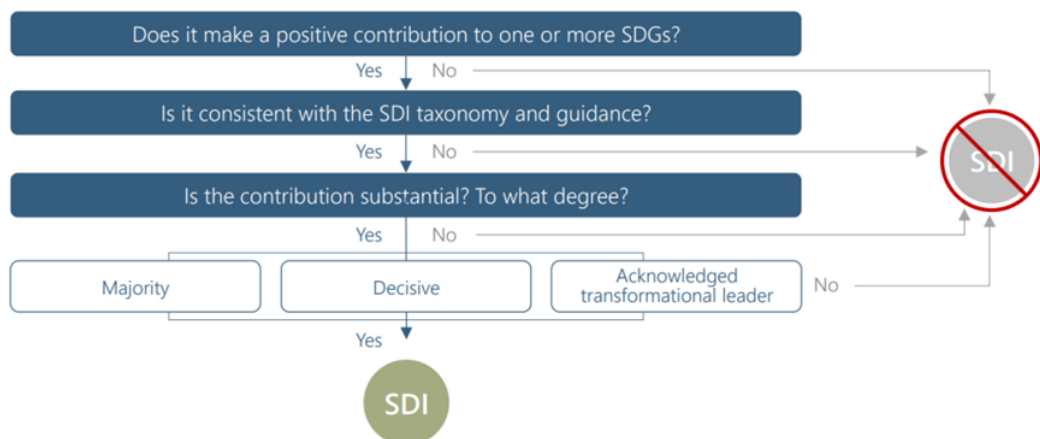 Does it make a positive contribution to one or more SDGs?
Yes No
Is it consistent with the SDI taxonomy and guidance?
Yes No
SDI
Is the contribution substantial? To what degree?
Yes No
Majority
Decisive
Acknowledged
transformational leader
No
Yes
SDI